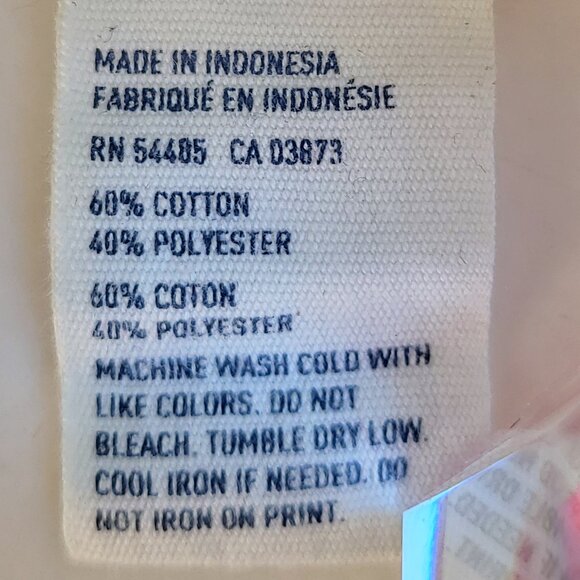 MADE IN INDONESIA
FABRIQUÉ EN INDONÉSIE
RN 54485 CA 03873
60% COTTON
40% POLYESTER
60% COTON
40% POLYESTER
MACHINE WASH COLD WITH
LIKE COLORS. DO NOT
BLEACH. TUMBLE DRY LOW.
COOL IRON IF NEEDED. DO
NOT IRON ON PRINT.